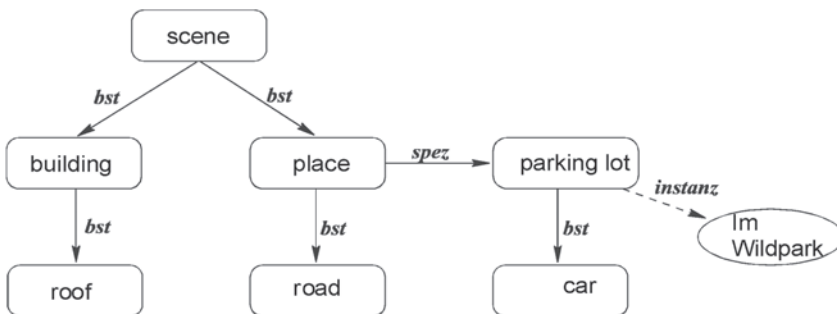 scene
bst
bst
building
place
spez
parking lot
instanz
bst
bst
bst
Im
Wildpark
roof
road
car